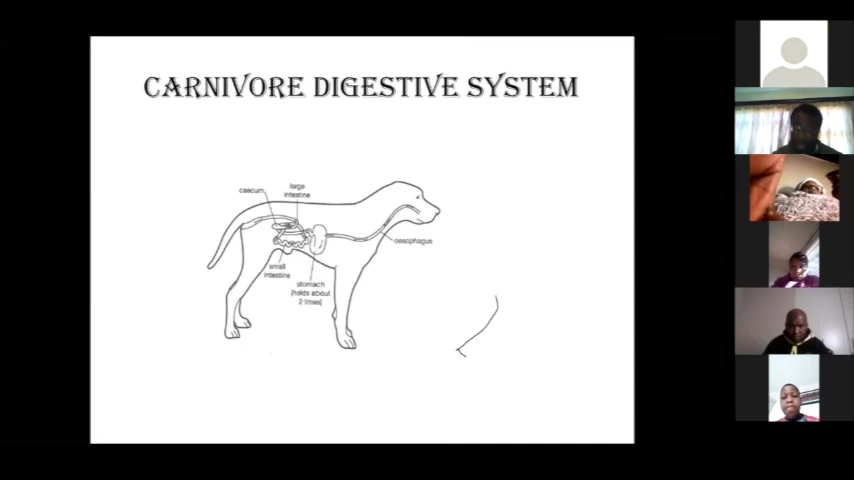 CARNIVORE DIGESTIVE SYSTEM
caecum
large
intestine
oesophagus
small
intestine
stomach
[holds about
2 litres]